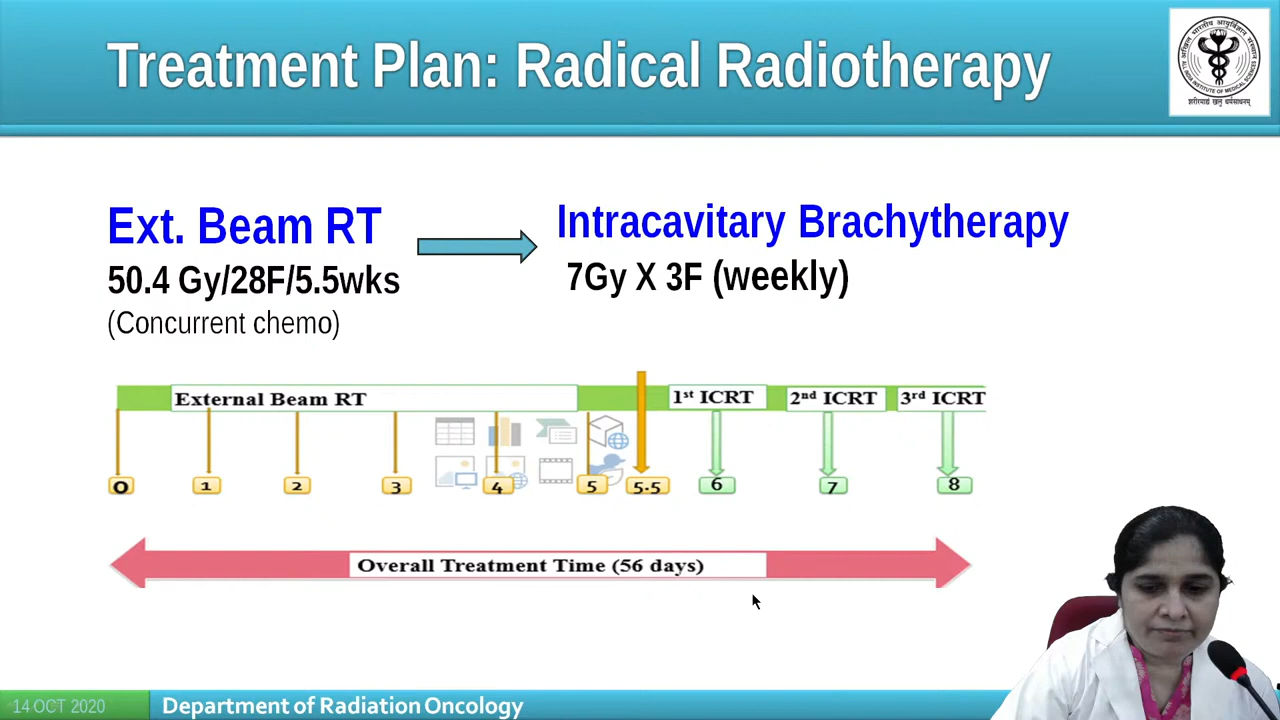 Treatment Plan: Radical Radiotherapy
Ext. Beam RT
50.4 Gy/28F/5.5wks
(Concurrent chemo)
Intracavitary Brachytherapy
7Gy X 3F (weekly)
External Beam RT
1st ICRT
2nd ICRT
3rd ICRT
0 1 2 3 4 5 5.5 6 7 8
Overall Treatment Time (56 days)
14 OCT 2020
Department of Radiation Oncology